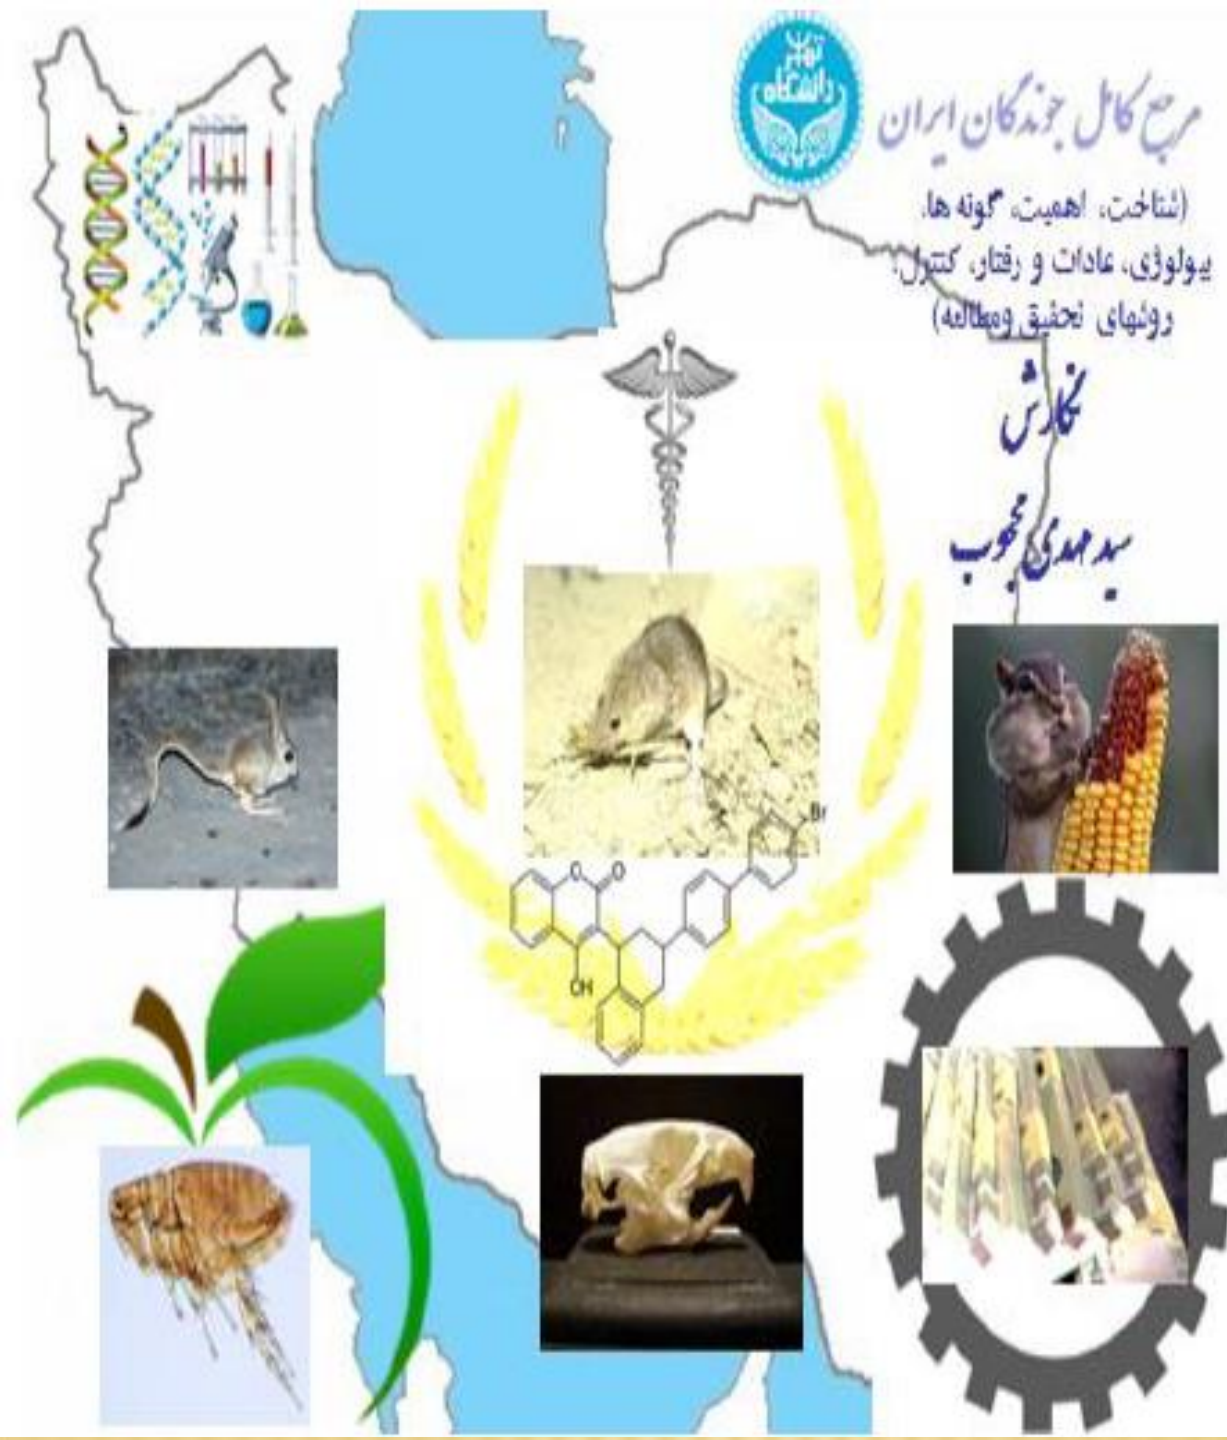 دانشگاه
تهران
مرجع کامل جوندگان ایران
(شناخت، اهمیت، گونه ها،
بیولوژی، عادات و رفتار، کنترل،
روشهای تحقیق ومطالعه)
نگارش
سید مهدی محجوب
Br
O
O
OH